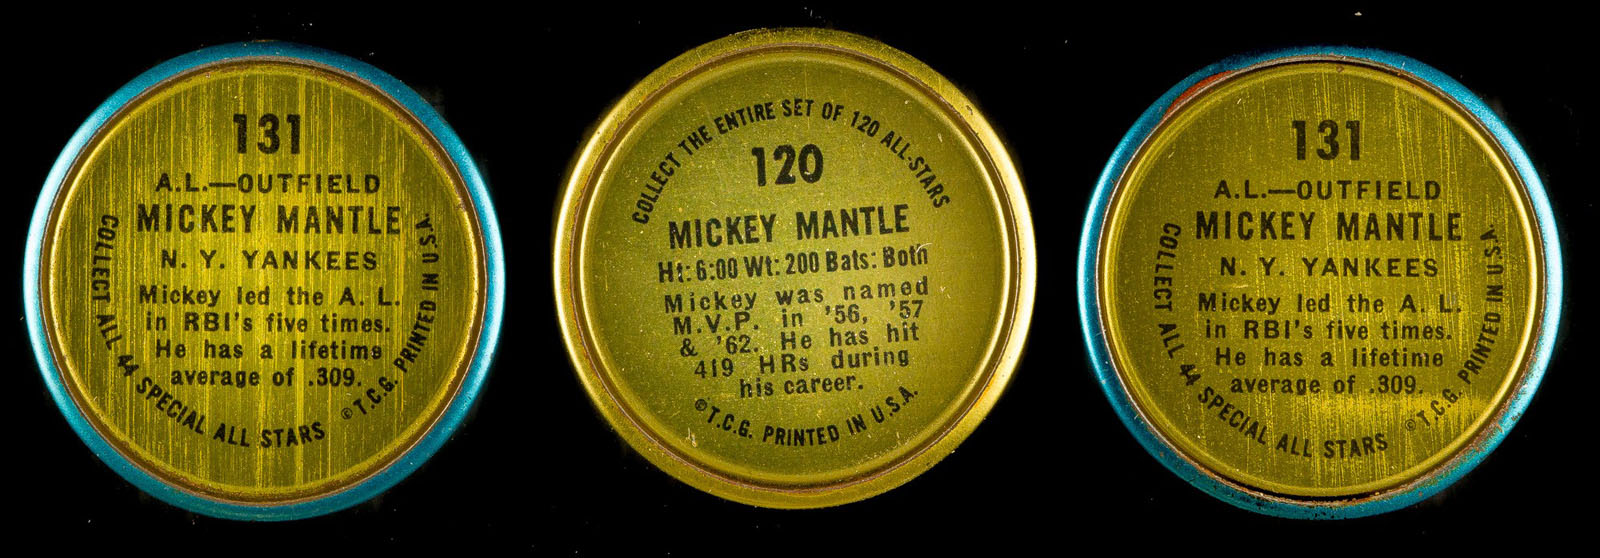 131
A.L.—OUTFIELD
MICKEY MANTLE
N. Y. YANKEES
Mickey led the A. L.
in RBI's five times.
He has a lifetime
average of .309.
COLLECT ALL 44 SPECIAL ALL STARS
©T.C.G. PRINTED IN U.S.A.
COLLECT THE ENTIRE SET OF 120 ALL-STARS
120
MICKEY MANTLE
Ht: 6:00 Wt: 200 Bats: Both
Mickey was named
M.V.P. in '56, '57
& '62. He has hit
419 HRs during
his career.
©T.C.G. PRINTED IN U.S.A.
131
A.L.—OUTFIELD
MICKEY MANTLE
N. Y. YANKEES
Mickey led the A. L.
in RBI's five times.
He has a lifetime
average of .309.
COLLECT ALL 44 SPECIAL ALL STARS
©T.C.G. PRINTED IN U.S.A.